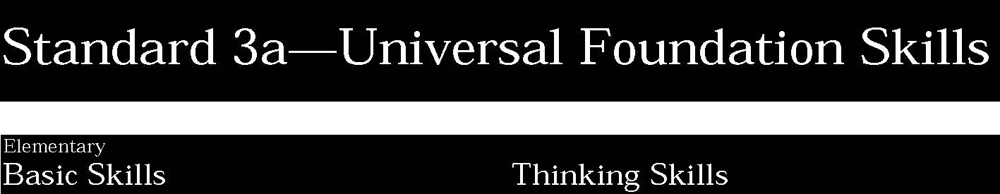 Standard 3a—Universal Foundation Skills
Elementary
Basic Skills Thinking Skills